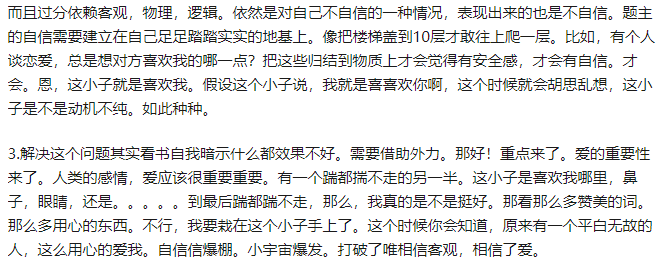 而且过分依赖客观，物理，逻辑。依然是对自己不自信的一种情况，表现出来的也是不自信。题主
的自信需要建立在自己足足踏踏实实的地基上。像把楼梯盖到10层才敢往上爬一层。比如，有个人
谈恋爱，总是想对方喜欢我的哪一点？把这些归结到物质上才会觉得有安全感，才会有自信。才
会。恩，这小子就是喜欢我。假设这个小子说，我就是喜喜欢你啊，这个时候就会胡思乱想，这小
子是不是动机不纯。如此种种。
3.解决这个问题其实看书自我暗示什么都效果不好。需要借助外力。那好！重点来了。爱的重要性
来了。人类的感情，爱应该很重要重要。有一个踹都揣不走的另一半。这小子是喜欢我哪里，鼻
子，眼睛，还是。。。。。到最后踹都踹不走，那么，我真的是不是挺好。那看那么多赞美的词。
那么多用心的东西。不行，我要栽在这个小子手上了。这个时候你会知道，原来有一个平白无故的
人，这么用心的爱我。自信信爆棚。小宇宙爆发。打破了唯相信客观，相信了爱。